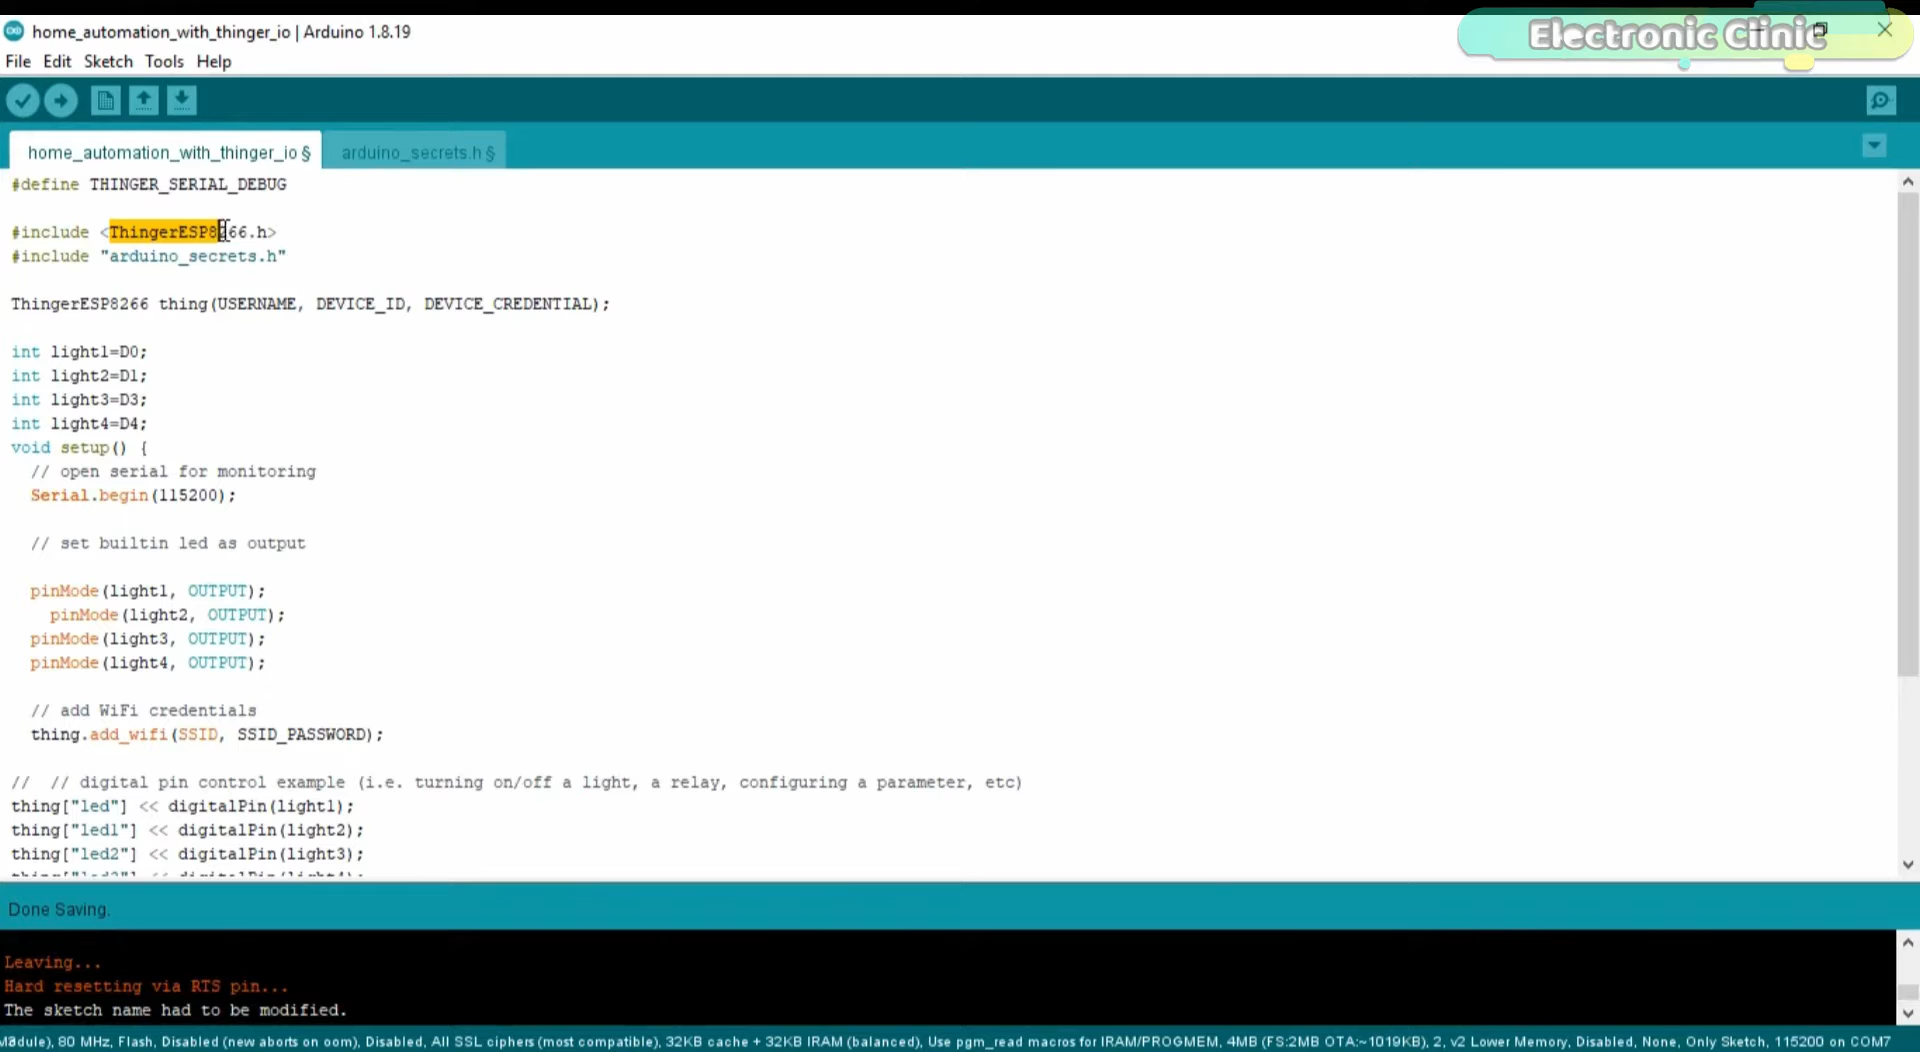 home_automation_with_thinger_io | Arduino 1.8.19
Electronic Clinic
File Edit Sketch Tools Help
home_automation_with_thinger_io §
arduino_secrets.h §
#define THINGER_SERIAL_DEBUG
#include <ThingerESP8266.h>
#include "arduino_secrets.h"
ThingerESP8266 thing(USERNAME, DEVICE_ID, DEVICE_CREDENTIAL);
int light1=D0;
int light2=D1;
int light3=D3;
int light4=D4;
void setup() {
// open serial for monitoring
Serial.begin(115200);
// set builtin led as output
pinMode(light1, OUTPUT);
pinMode(light2, OUTPUT);
pinMode(light3, OUTPUT);
pinMode(light4, OUTPUT);
// add WiFi credentials
thing.add_wifi(SSID, SSID_PASSWORD);
// // digital pin control example (i.e. turning on/off a light, a relay, configuring a parameter, etc)
thing["led"] << digitalPin(light1);
thing["led1"] << digitalPin(light2);
thing["led2"] << digitalPin(light3);
Done Saving.
Leaving...
Hard resetting via RTS pin...
The sketch name had to be modified.
80 MHz, Flash, Disabled (new aborts on oom), Disabled, All SSL ciphers (most compatible), 32KB cache + 32KB IRAM (balanced), Use pgm_read macros for IRAM/PROGMEM, 4MB (FS:2MB OTA:~1019KB), 2, v2 Lower Memory, Disabled, None, Only Sketch, 115200 on COM7